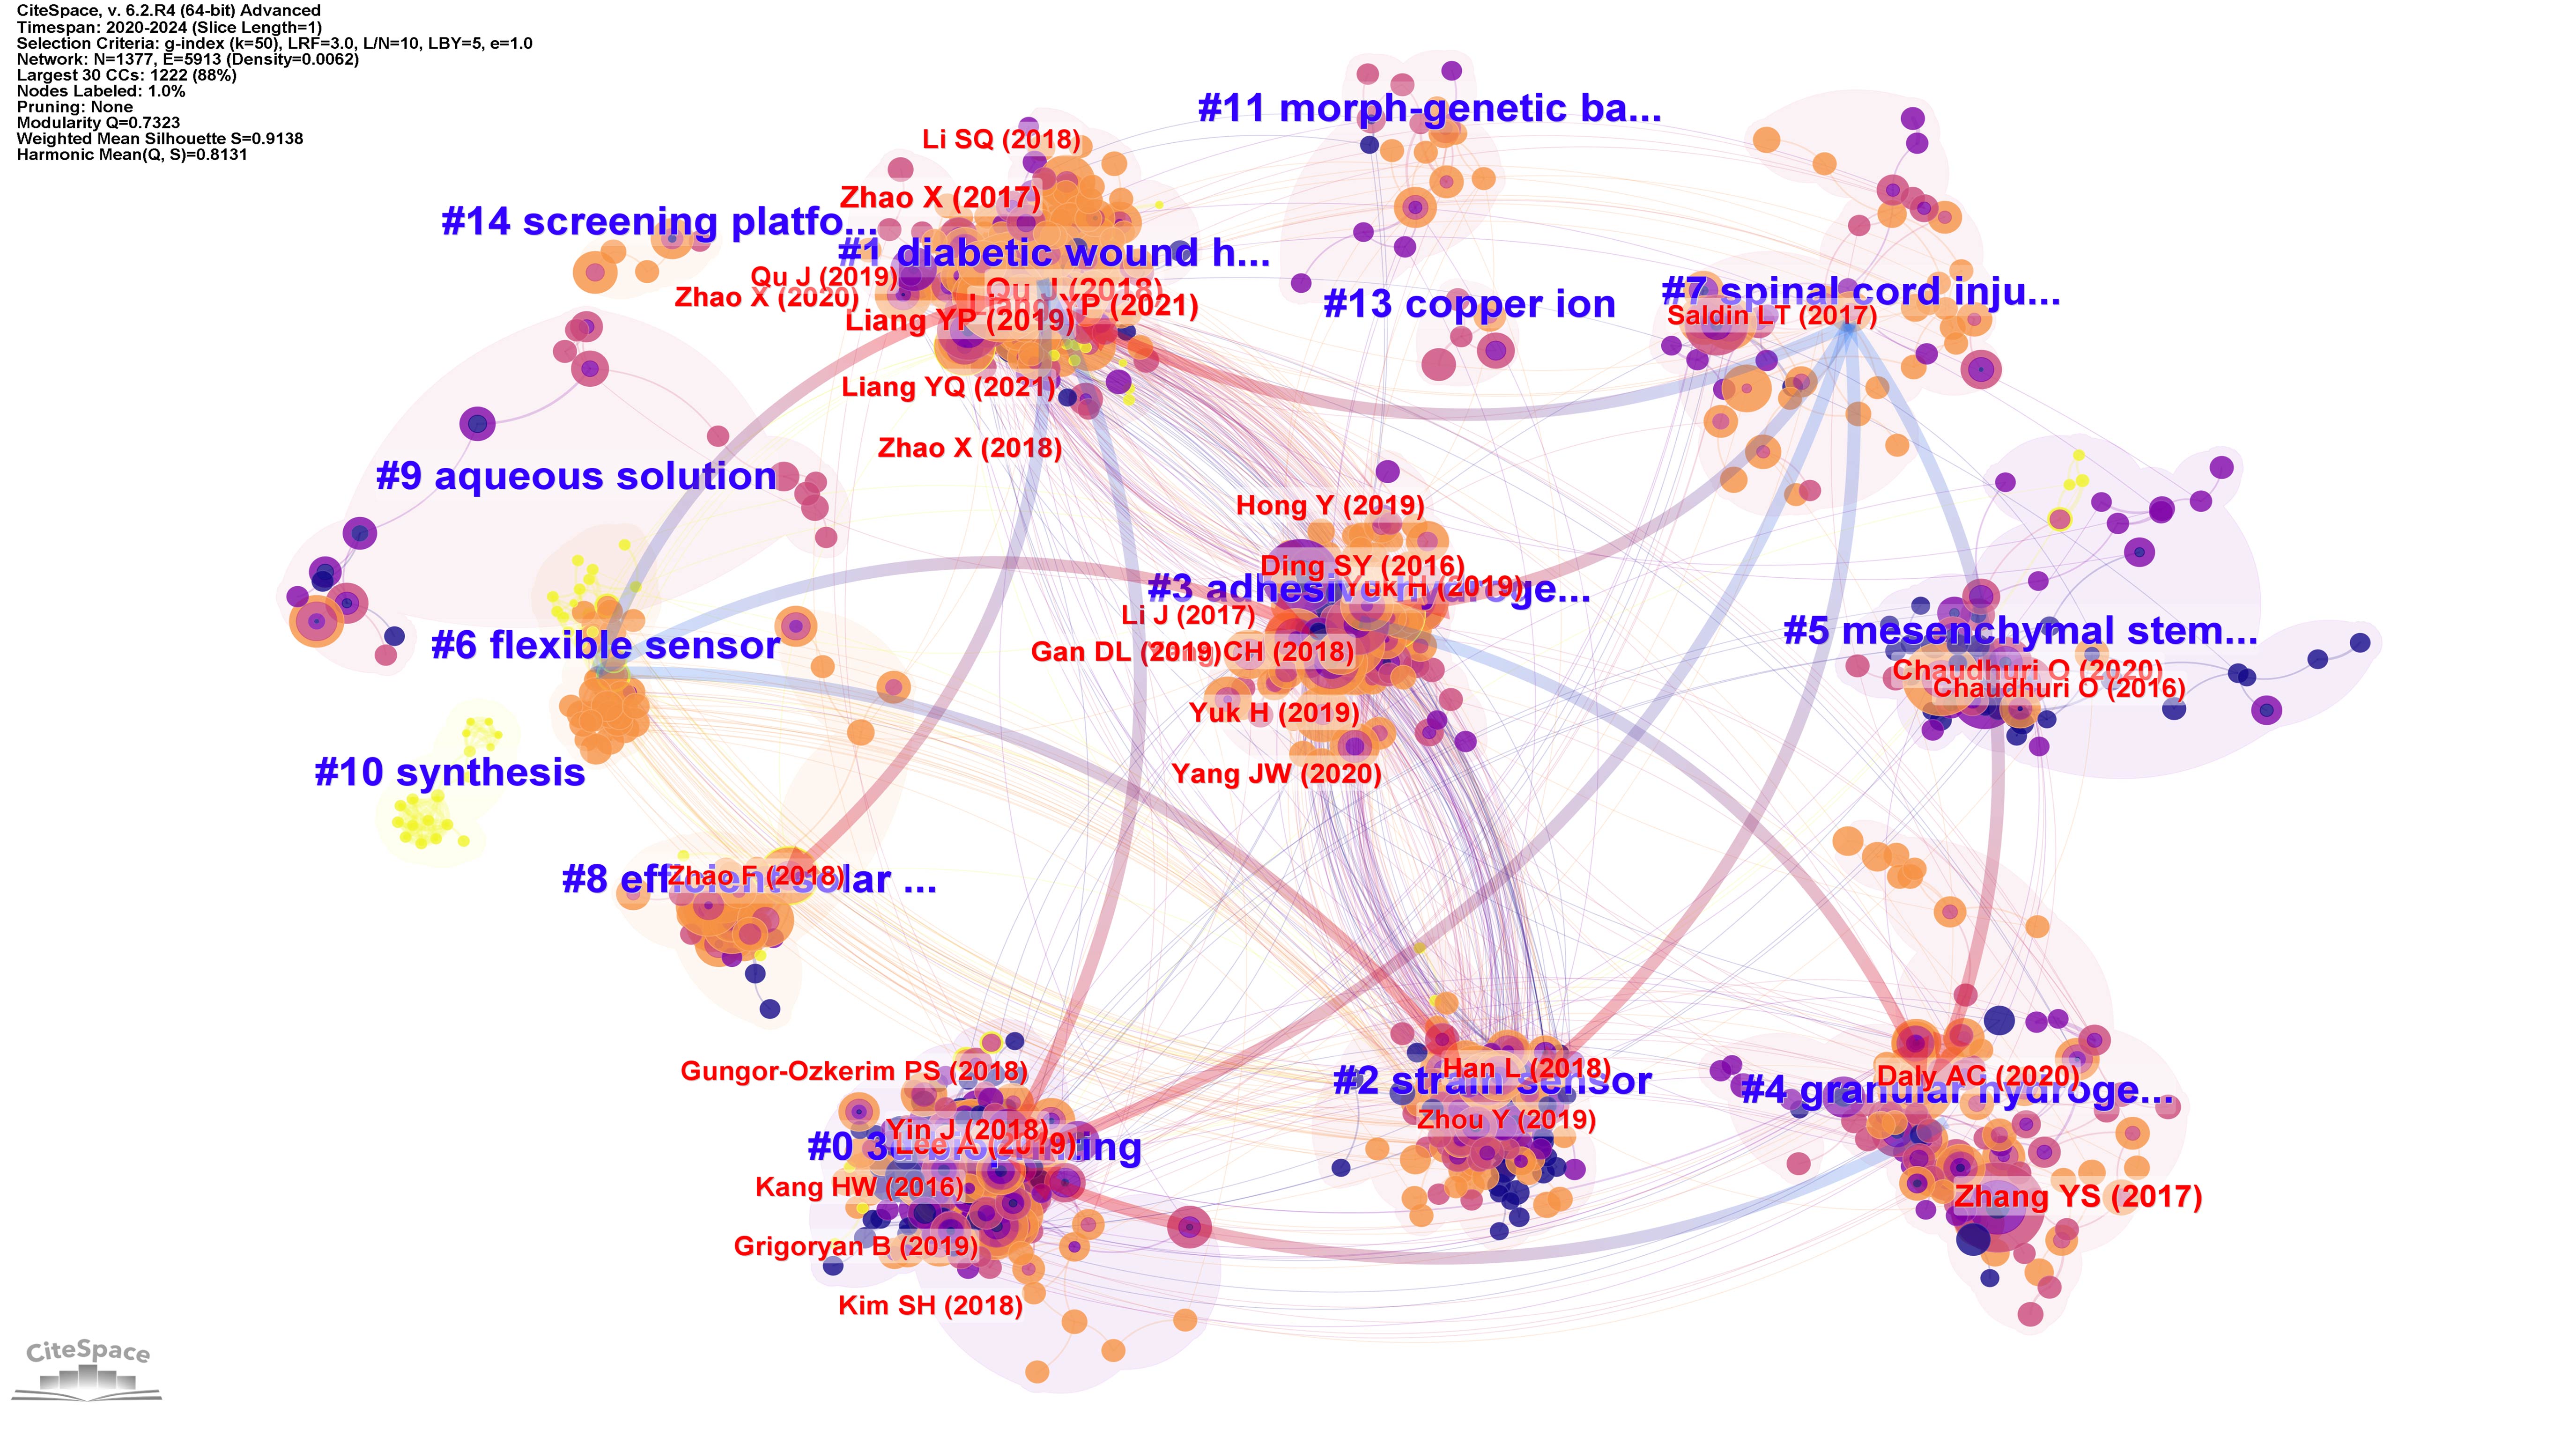 CiteSpace, v. 6.2.R4 (64-bit) Advanced
Timespan: 2020-2024 (Slice Length=1)
Selection Criteria: g-index (k=50), LRF=3.0, L/N=10, LBY=5, e=1.0
Network: N=1377, E=5913 (Density=0.0062)
Largest 30 CCs: 1222 (88%)
Nodes Labeled: 1.0%
Pruning: None
Modularity Q=0.7323
Weighted Mean Silhouette S=0.9138
Harmonic Mean(Q, S)=0.8131
#11 morph-genetic ba...
Li SQ (2018)
Zhao X (2017)
#14 screening platfo...
#1 diabetic wound h...
Qu J (2019)
Qu J (2018)
Zhao X (2020)
Liang YP (2021)
Liang YP (2019)
#13 copper ion
#7 spinal cord inju...
Saldin LT (2017)
Liang YQ (2021)
Zhao X (2018)
#9 aqueous solution
Hong Y (2019)
Ding SY (2016)
#3 adhesive hydroge...
Yuk H (2019)
Li J (2017)
#6 flexible sensor
#5 mesenchymal stem...
Gan DL (2019)
CH (2018)
Chaudhuri O (2020)
Chaudhuri O (2016)
Yuk H (2019)
Yang JW (2020)
#10 synthesis
#8 efficient solar ...
Zhao F (2018)
Gungor-Ozkerim PS (2018)
Han L (2018)
#2 strain sensor
Daly AC (2020)
#4 granular hydroge...
Zhou Y (2019)
Yin J (2018)
#0
Lee A (2019)
Kang HW (2016)
Zhang YS (2017)
Grigoryan B (2019)
Kim SH (2018)
CiteSpace